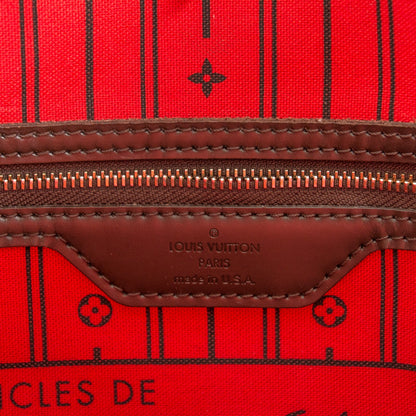 ®
LOUIS VUITTON
PARIS
made in U.S.A.
ICLES DE